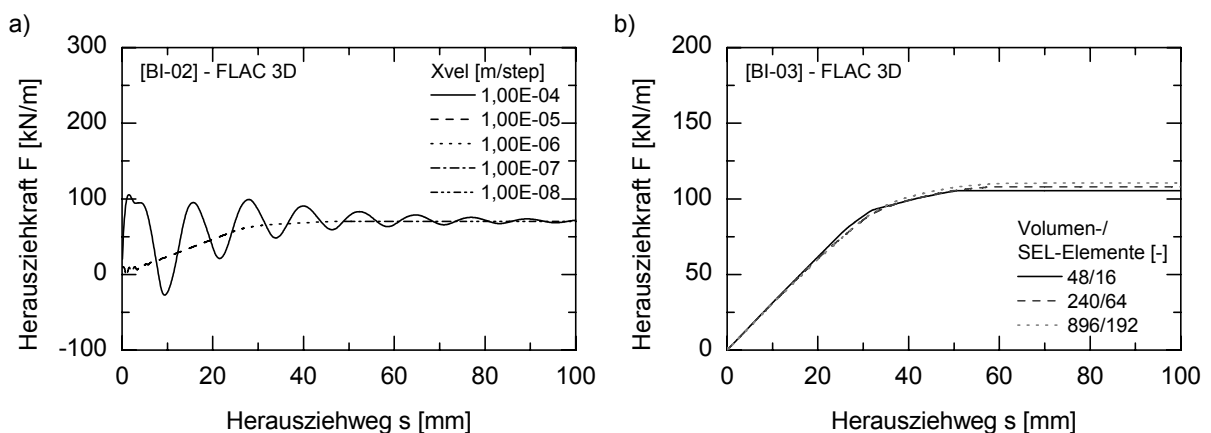 a)
[BI-02] - FLAC 3D
Xvel [m/step]
1,00E-04
1,00E-05
1,00E-06
1,00E-07
1,00E-08
300
200
100
0
-100
Herausziehkraft F [kN/m]
0 20 40 60 80 100
Herausziehweg s [mm]
b)
[BI-03] - FLAC 3D
200
150
100
50
0
Herausziehkraft F [kN/m]
Volumen-/
SEL-Elemente [-]
48/16
240/64
896/192
0 20 40 60 80 100
Herausziehweg s [mm]